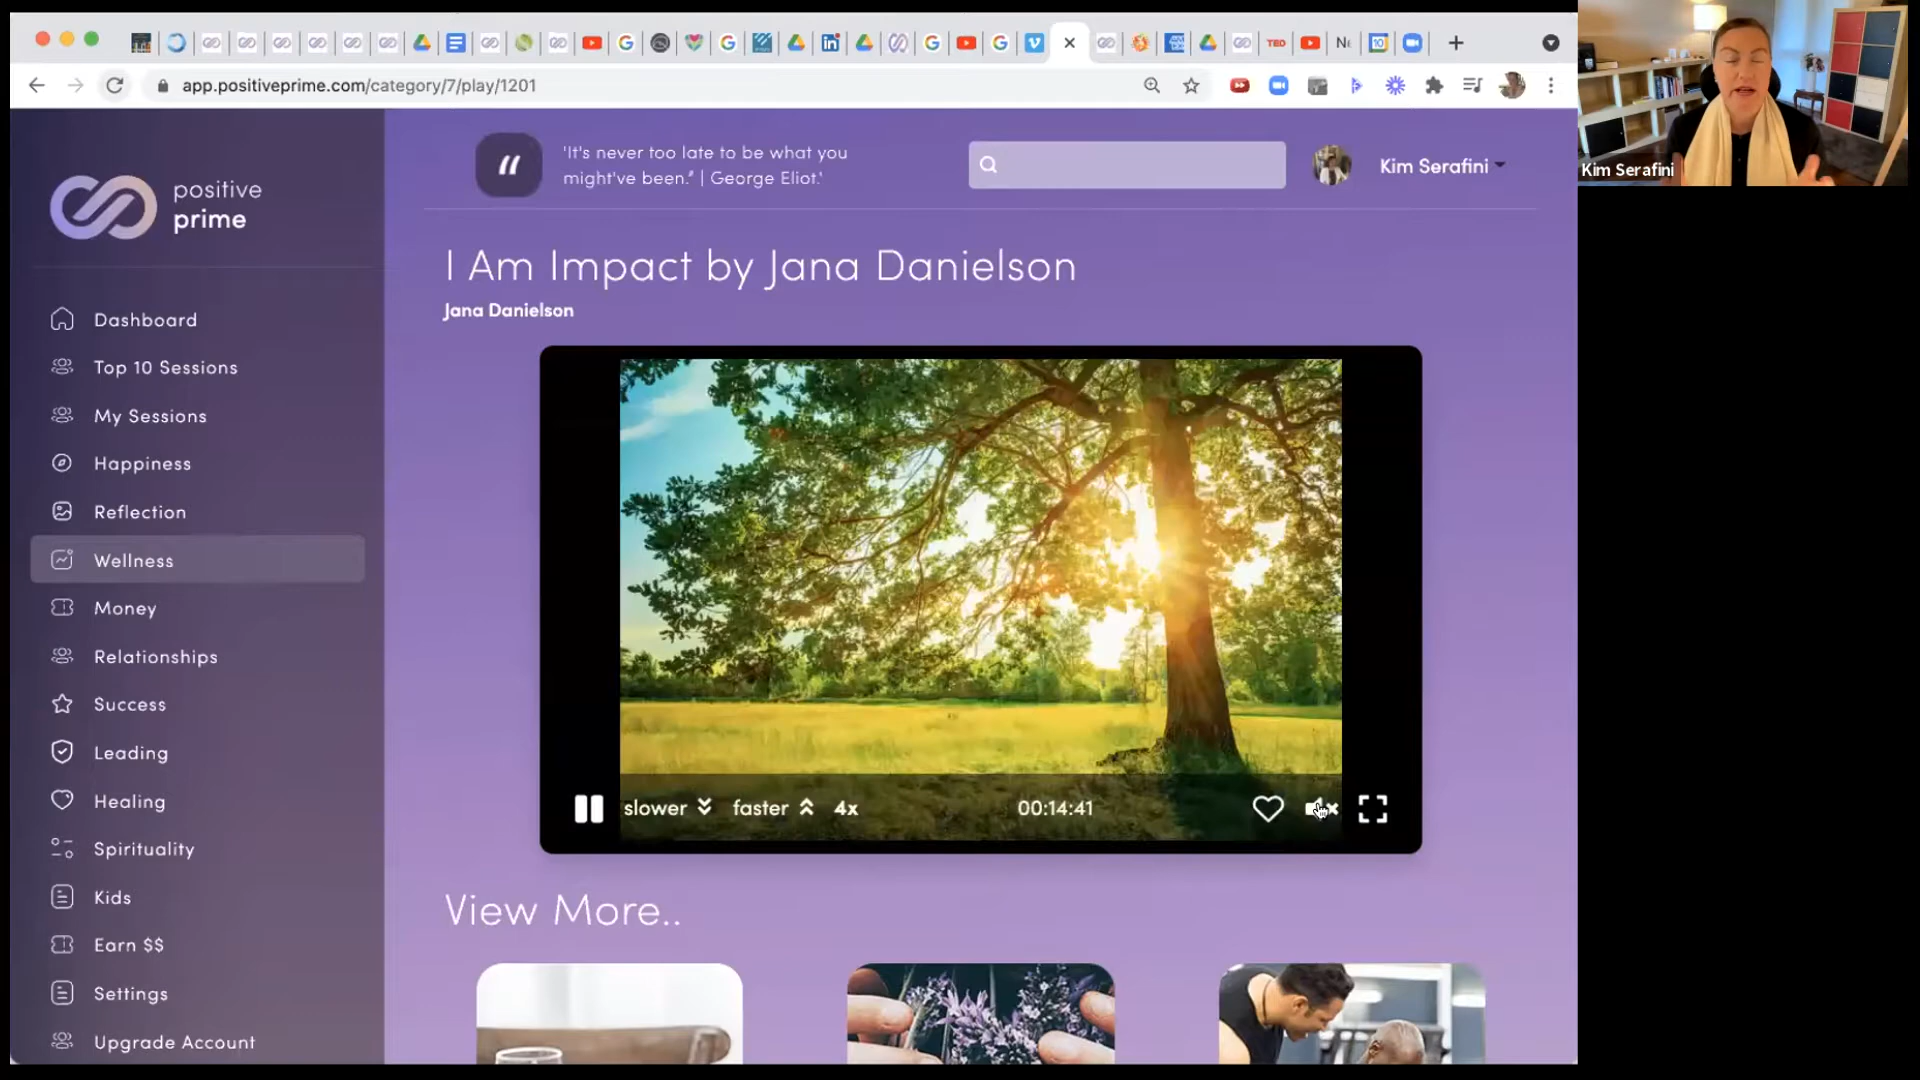 TED
10
app.positiveprime.com/category/7/play/1201
Kim Serafini
positive
prime
"
'It's never too late to be what you
might've been." | George Eliot.'
Kim Serafini
I Am Impact by Jana Danielson
Jana Danielson
Dashboard
Top 10 Sessions
My Sessions
Happiness
Reflection
Wellness
Money
Relationships
Success
Leading
Healing
Spirituality
Kids
Earn $$
Settings
Upgrade Account
slower faster 4x 00:14:41
View More..